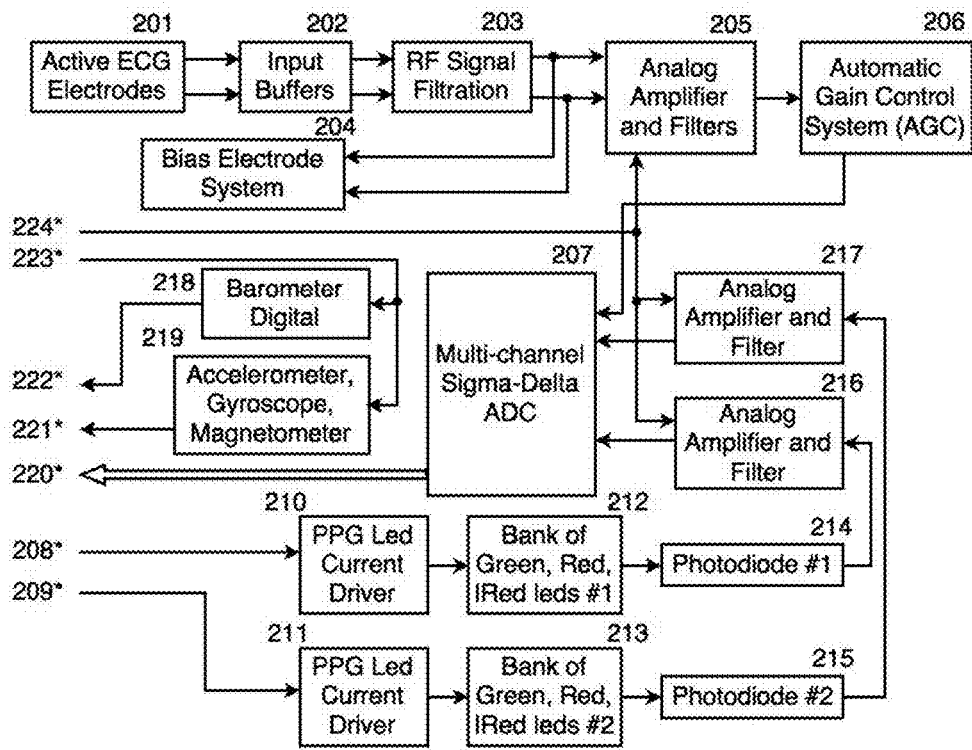 201
202
203
205
206
Active ECG
Electrodes
Input
Buffers
RF Signal
Filtration
Analog
Amplifier
and Filters
Automatic
Gain Control
System (AGC)
204
Bias Electrode
System
224*
223*
207
217
218
Barometer
Digital
Analog
Amplifier and
Filter
219
Multi-channel
Sigma-Delta
ADC
Accelerometer,
Gyroscope,
Magnetometer
222*
221*
220*
216
Analog
Amplifier and
Filter
210
212
214
208*
PPG Led
Current
Driver
Bank of
Green, Red,
IRed leds #1
Photodiode #1
209*
211
213
215
PPG Led
Current
Driver
Bank of
Green, Red,
IRed leds #2
Photodiode #2